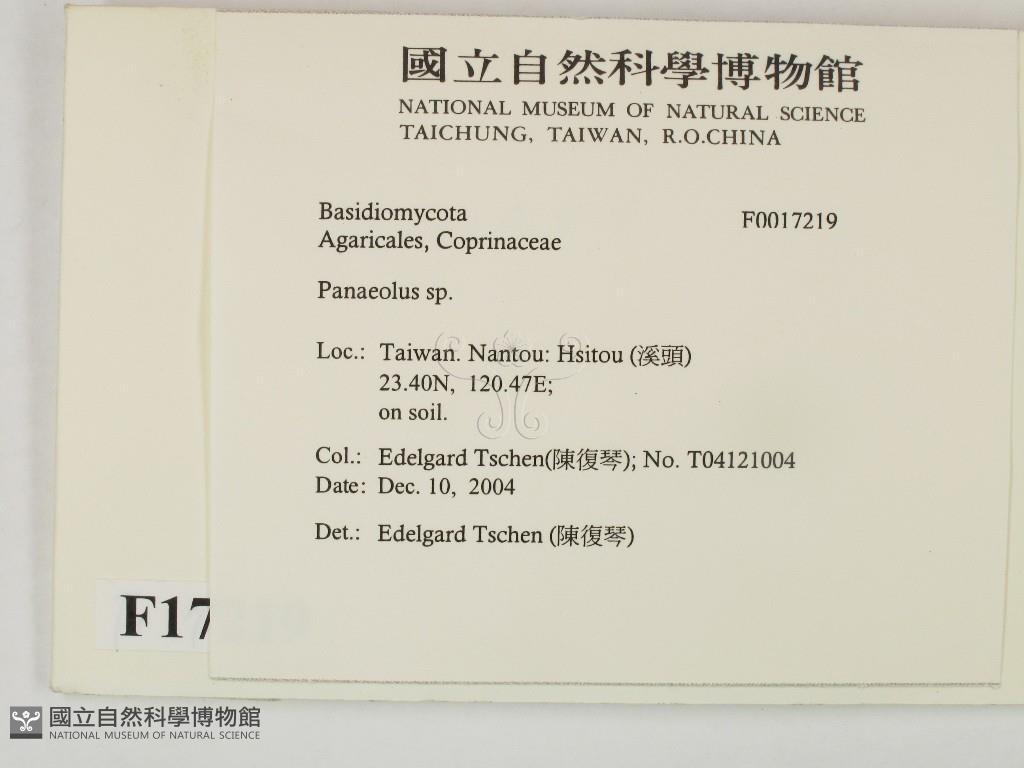 國立自然科學博物館
NATIONAL MUSEUM OF NATURAL SCIENCE
TAICHUNG, TAIWAN, R.O.CHINA
Basidiomycota F0017219
Agaricales, Coprinaceae
Panaeolus sp.
Loc.: Taiwan. Nantou: Hsitou (溪頭)
23.40N, 120.47E;
on soil.
Col.: Edelgard Tschen(陳復琴); No. T04121004
Date: Dec. 10, 2004
Det.: Edelgard Tschen (陳復琴)
F17219
國立自然科學博物館
NATIONAL MUSEUM OF NATURAL SCIENCE